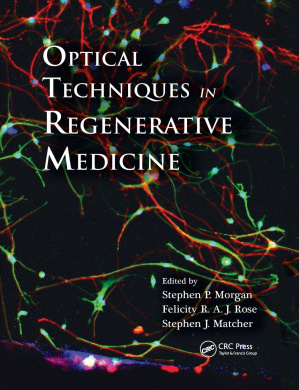 OPTICAL
TECHNIQUES IN
REGENERATIVE
MEDICINE
Edited by
Stephen P. Morgan
Felicity R. A. J. Rose
Stephen J. Matcher
CRC Press
Taylor & Francis Group